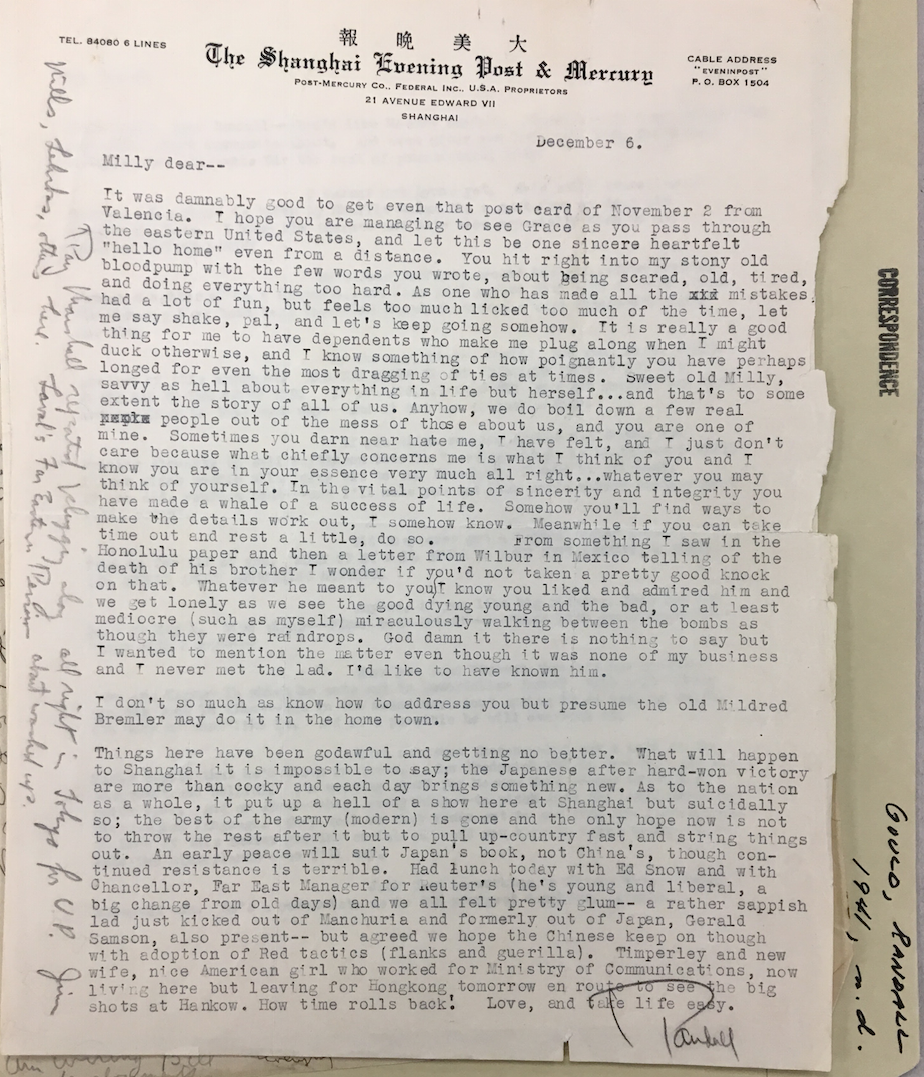 TEL. 84080 6 LINES
報 晚 美 大
The Shanghai Evening Post & Mercury
POST-MERCURY CO., FEDERAL INC., U.S.A. PROPRIETORS
21 AVENUE EDWARD VII
SHANGHAI
CABLE ADDRESS
"EVENINPOST"
P. O. BOX 1504
December 6.
Milly dear--
It was damnably good to get even that post card of November 2 from
Valencia. I hope you are managing to see Grace as you pass through
the eastern United States, and let this be one sincere heartfelt
"hello home" even from a distance. You hit right into my stony old
bloodpump with the few words you wrote, about being scared, old, tired,
and doing everything too hard. As one who has made all the xxx mistakes,
had a lot of fun, but feels too much licked too much of the time, let
me say shake, pal, and let's keep going somehow. It is really a good
thing for me to have dependents who make me plug along when I might
duck otherwise, and I know something of how poignantly you have perhaps
longed for even the most dragging of ties at times. Sweet old Milly,
savvy as hell about everything in life but herself...and that's to some
extent the story of all of us. Anyhow, we do boil down a few real
people out of the mess of those about us, and you are one of
mine. Sometimes you darn near hate me, I have felt, and I just don't
care because what chiefly concerns me is what I think of you and I
know you are in your essence very much all right...whatever you may
think of yourself. In the vital points of sincerity and integrity you
have made a whale of a success of life. Somehow you'll find ways to
make the details work out, I somehow know. Meanwhile if you can take
time out and rest a little, do so. From something I saw in the
Honolulu paper and then a letter from Wilbur in Mexico telling of the
death of his brother I wonder if you'd not taken a pretty good knock
on that. Whatever he meant to you I know you liked and admired him and
we get lonely as we see the good dying young and the bad, or at least
mediocre (such as myself) miraculously walking between the bombs as
though they were raindrops. God damn it there is nothing to say but
I wanted to mention the matter even though it was none of my business
and I never met the lad. I'd like to have known him.
I don't so much as know how to address you but presume the old Mildred
Bremler may do it in the home town.
Things here have been godawful and getting no better. What will happen
to Shanghai it is impossible to say; the Japanese after hard-won victory
are more than cocky and each day brings something new. As to the nation
as a whole, it put up a hell of a show here at Shanghai but suicidally
so; the best of the army (modern) is gone and the only hope now is not
to throw the rest after it but to pull up-country fast and string things
out. An early peace will suit Japan's book, not China's, though con-
tinued resistance is terrible. Had lunch today with Ed Snow and with
Chancellor, Far East Manager for Reuter's (he's young and liberal, a
big change from old days) and we all felt pretty glum-- a rather sappish
lad just kicked out of Manchuria and formerly out of Japan, Gerald
Samson, also present-- but agreed we hope the Chinese keep on though
with adoption of Red tactics (flanks and guerilla). Timperley and new
wife, nice American girl who worked for Ministry of Communications, now
living here but leaving for Hongkong tomorrow en route to see the big
shots at Hankow. How time rolls back! Love, and take life easy.
Randall
Ray Marshall reported pegging along all right in Tokyo for U.P. Jim
Mills, others here. Laval's Far Eastern Review about washed up.
CORRESPONDENCE
GOULD, RANDALL
1941, n.d.